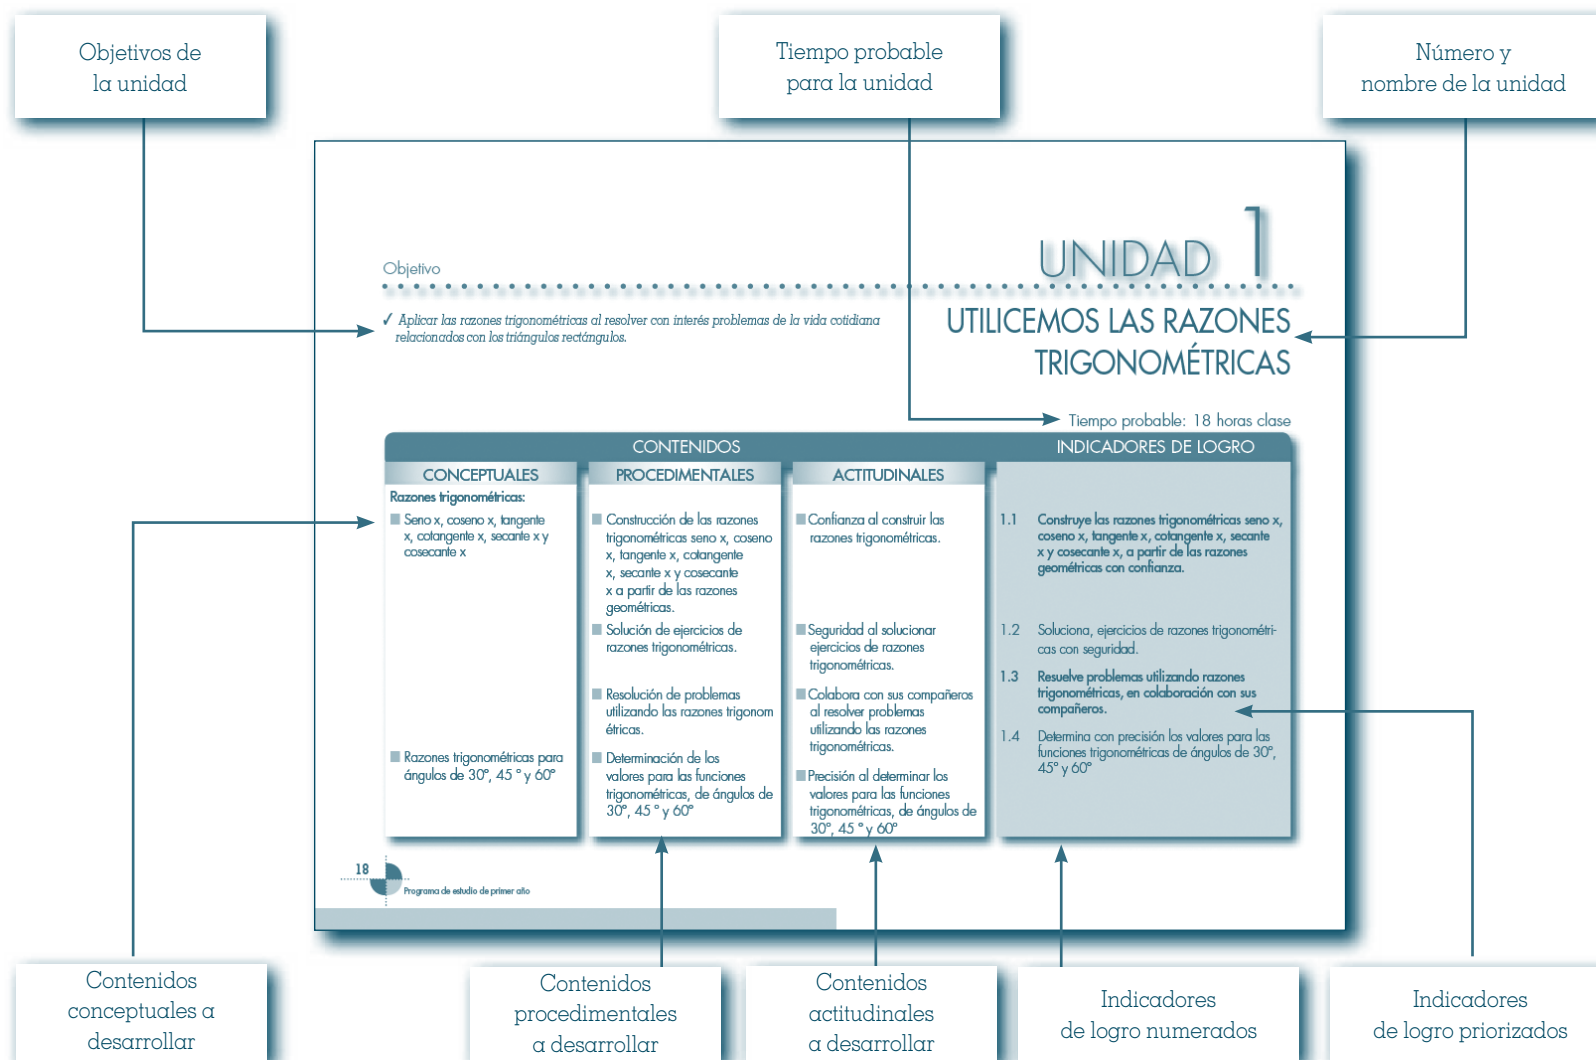 Objetivos de
la unidad
Tiempo probable
para la unidad
Número y
nombre de la unidad
UNIDAD 1
Objetivo
✓ Aplicar las razones trigonométricas al resolver con interés problemas de la vida cotidiana
relacionados con los triángulos rectángulos.
UTILICEMOS LAS RAZONES
TRIGONOMÉTRICAS
Tiempo probable: 18 horas clase
CONTENIDOS
INDICADORES DE LOGRO
CONCEPTUALES
PROCEDIMENTALES
ACTITUDINALES
Razones trigonométricas:
Seno x, coseno x, tangente
x, cotangente x, secante x y
cosecante x
Razones trigonométricas para
ángulos de 30°, 45 ° y 60°
Construcción de las razones
trigonométricas seno x, coseno
x, tangente x, cotangente
x, secante x y cosecante
x a partir de las razones
geométricas.
Solución de ejercicios de
razones trigonométricas.
Resolución de problemas
utilizando las razones trigonom
étricas.
Determinación de los
valores para las funciones
trigonométricas, de ángulos de
30°, 45 ° y 60°
Confianza al construir las
razones trigonométricas.
Seguridad al solucionar
ejercicios de razones
trigonométricas.
Colabora con sus compañeros
al resolver problemas
utilizando las razones
trigonométricas.
Precisión al determinar los
valores para las funciones
trigonométricas, de ángulos de
30°, 45 ° y 60°
1.1 Construye las razones trigonométricas seno x,
coseno x, tangente x, cotangente x, secante
x y cosecante x, a partir de las razones
geométricas con confianza.
1.2 Soluciona, ejercicios de razones trigonométri-
cas con seguridad.
1.3 Resuelve problemas utilizando razones
trigonométricas, en colaboración con sus
compañeros.
1.4 Determina con precisión los valores para las
funciones trigonométricas de ángulos de 30°,
45° y 60°
18
Programa de estudio de primer año
Contenidos
conceptuales a
desarrollar
Contenidos
procedimentales
a desarrollar
Contenidos
actitudinales
a desarrollar
Indicadores
de logro numerados
Indicadores
de logro priorizados